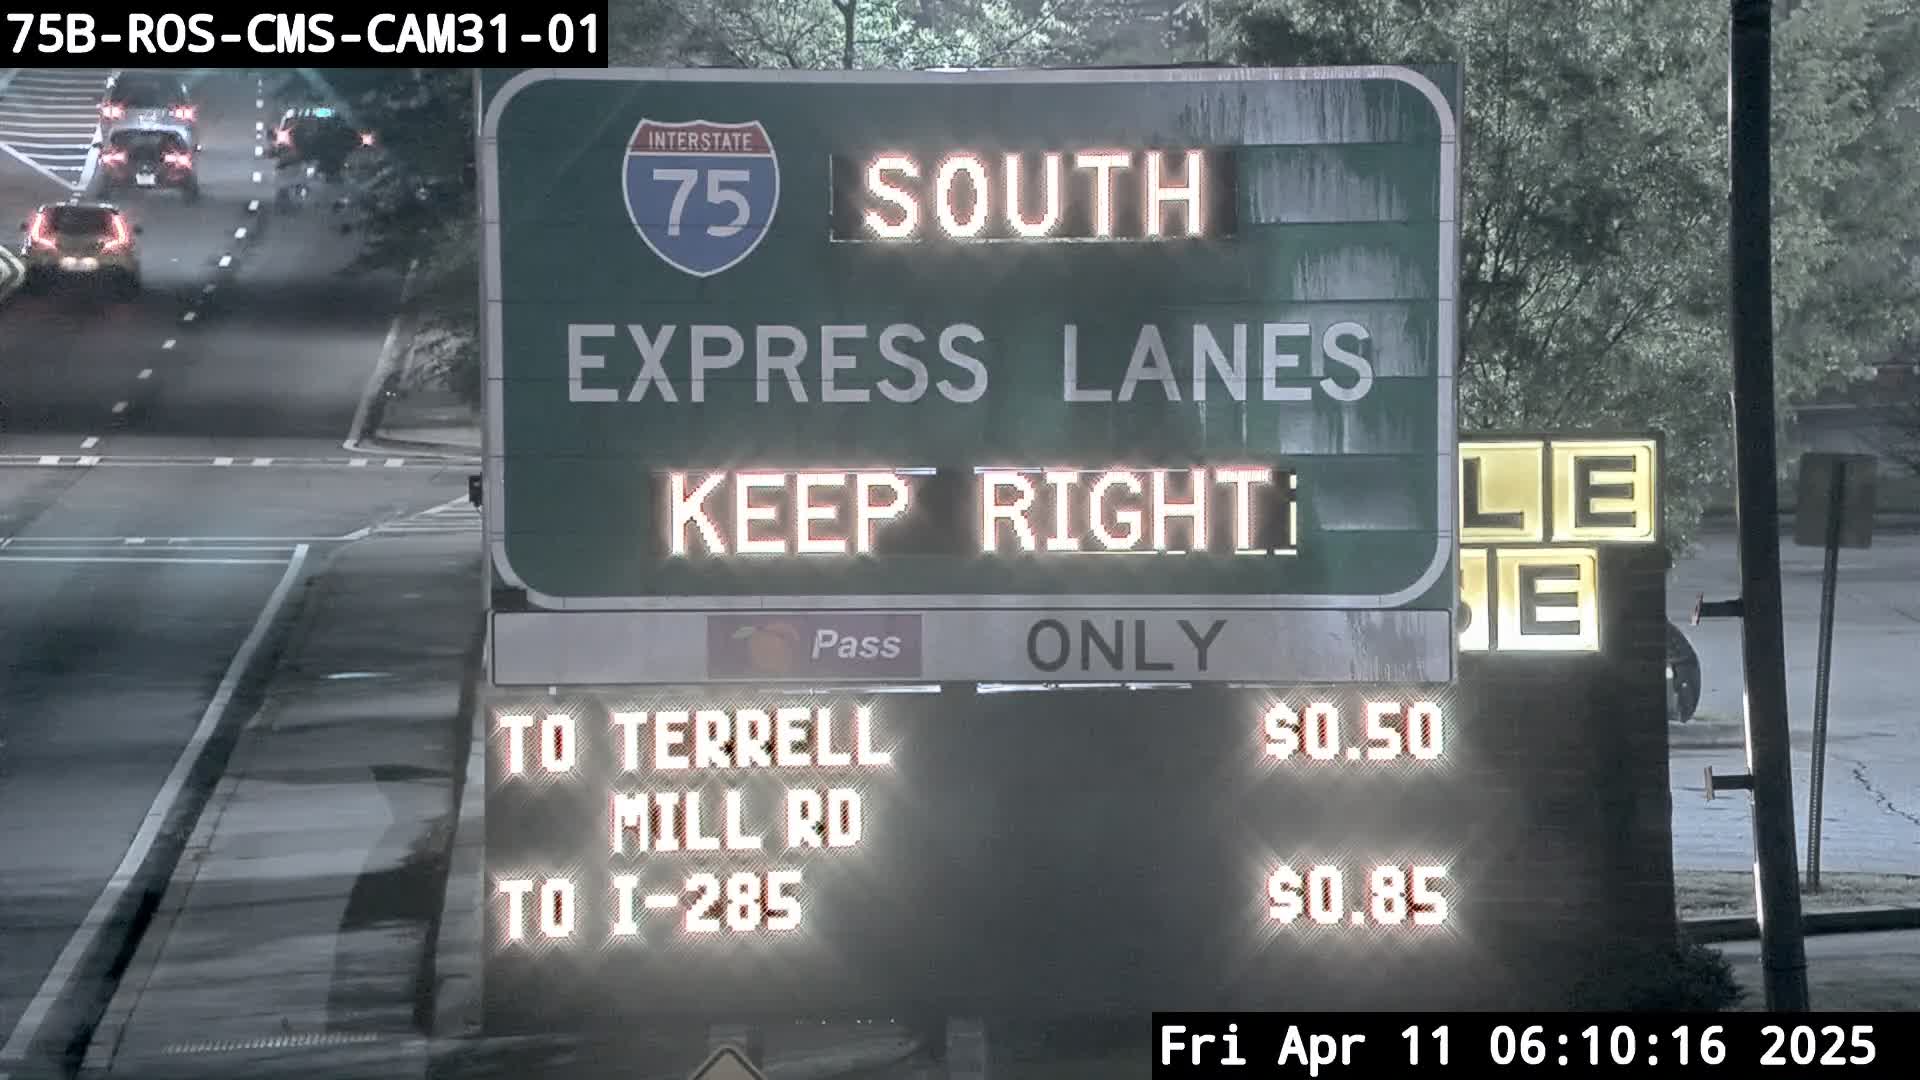 75B-ROS-CMS-CAM31-01
INTERSTATE
75
SOUTH
EXPRESS LANES
KEEP RIGHT
Pass
ONLY
TO TERRELL $0.50
MILL RD
TO I-285 $0.85
LE
E
Fri Apr 11 06:10:16 2025